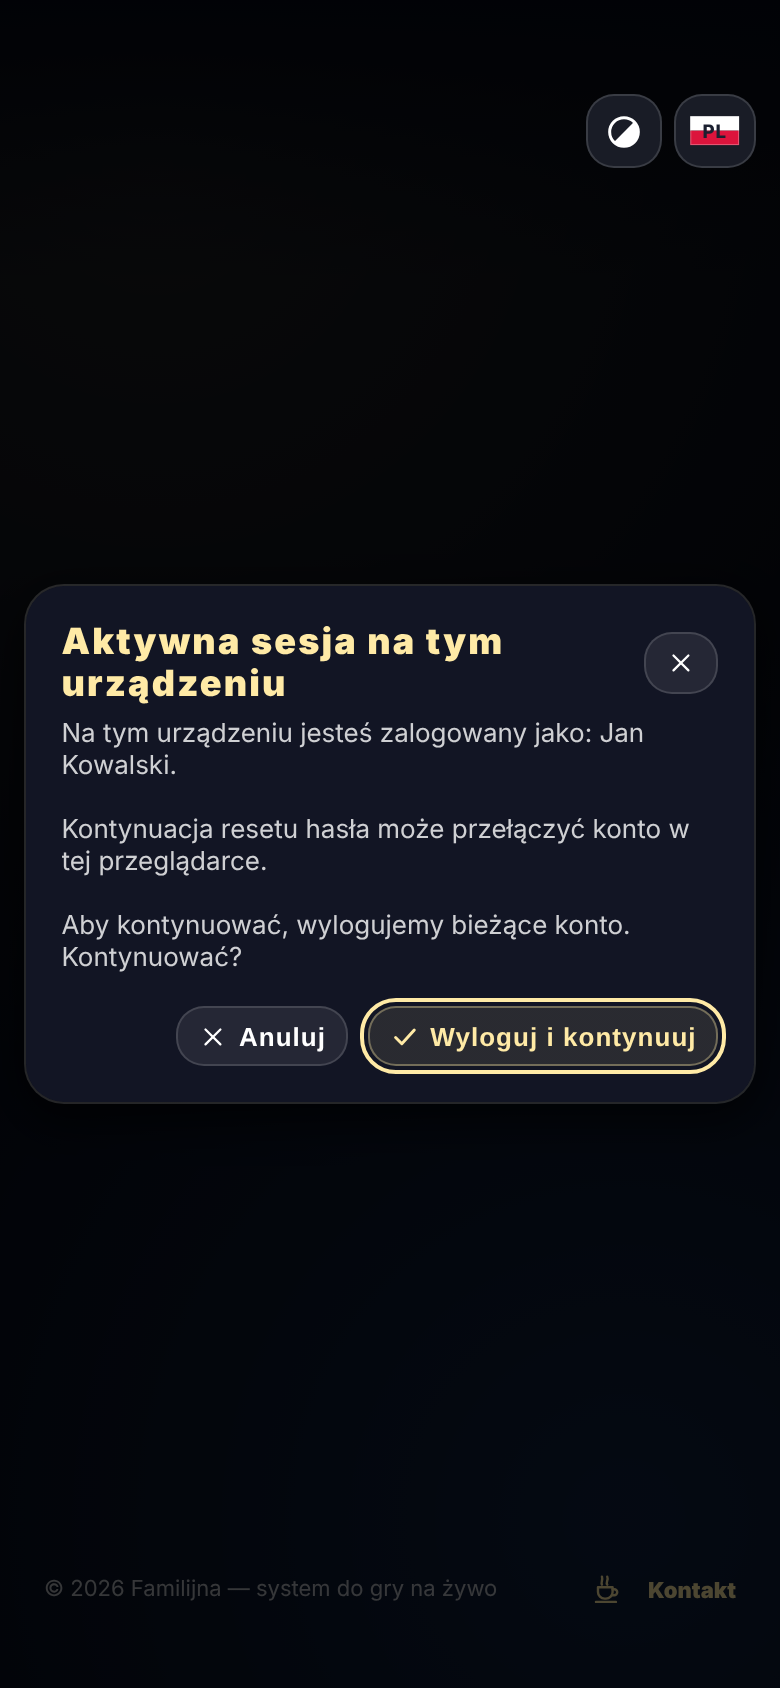 PL
Aktywna sesja na tym
urządzeniu
Na tym urządzeniu jesteś zalogowany jako: Jan
Kowalski.
Kontynuacja resetu hasła może przełączyć konto w
tej przeglądarce.
Aby kontynuować, wylogujemy bieżące konto.
Kontynuować?
Anuluj
Wyloguj i kontynuuj
© 2026 Familijna — system do gry na żywo
Kontakt